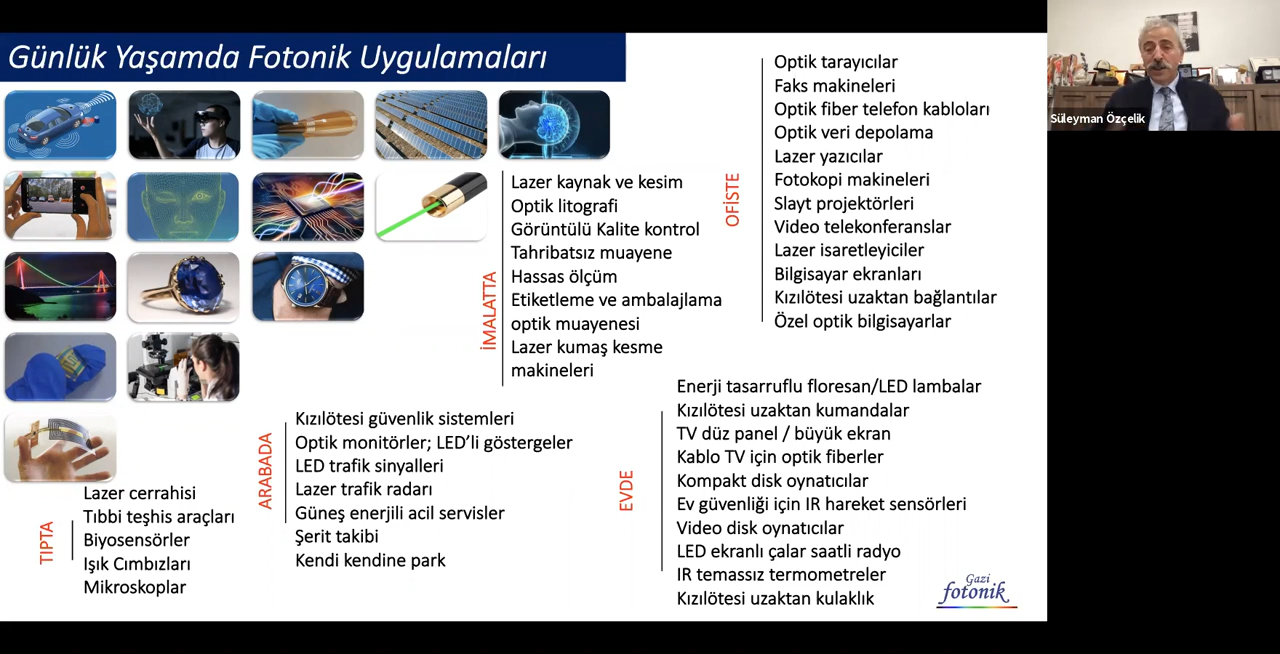 Günlük Yaşamda Fotonik Uygulamaları
Süleyman Özçelik
OFİSTE
Optik tarayıcılar
Faks makineleri
Optik fiber telefon kabloları
Optik veri depolama
Lazer yazıcılar
Fotokopi makineleri
Slayt projektörleri
Video telekonferanslar
Lazer isaretleyiciler
Bilgisayar ekranları
Kızılötesi uzaktan bağlantılar
Özel optik bilgisayarlar
İMALATTA
Lazer kaynak ve kesim
Optik litografi
Görüntülü Kalite kontrol
Tahribatsız muayene
Hassas ölçüm
Etiketleme ve ambalajlama
optik muayenesi
Lazer kumaş kesme
makineleri
EVDE
Enerji tasarruflu floresan/LED lambalar
Kızılötesi uzaktan kumandalar
TV düz panel / büyük ekran
Kablo TV için optik fiberler
Kompakt disk oynatıcılar
Ev güvenliği için IR hareket sensörleri
Video disk oynatıcılar
LED ekranlı çalar saatli radyo
IR temassız termometreler
Kızılötesi uzaktan kulaklık
ARABADA
Kızılötesi güvenlik sistemleri
Optik monitörler; LED’li göstergeler
LED trafik sinyalleri
Lazer trafik radarı
Güneş enerjili acil servisler
Şerit takibi
Kendi kendine park
TIPTA
Lazer cerrahisi
Tıbbi teşhis araçları
Biyosensörler
Işık Cımbızları
Mikroskoplar
Gazi
fotonik